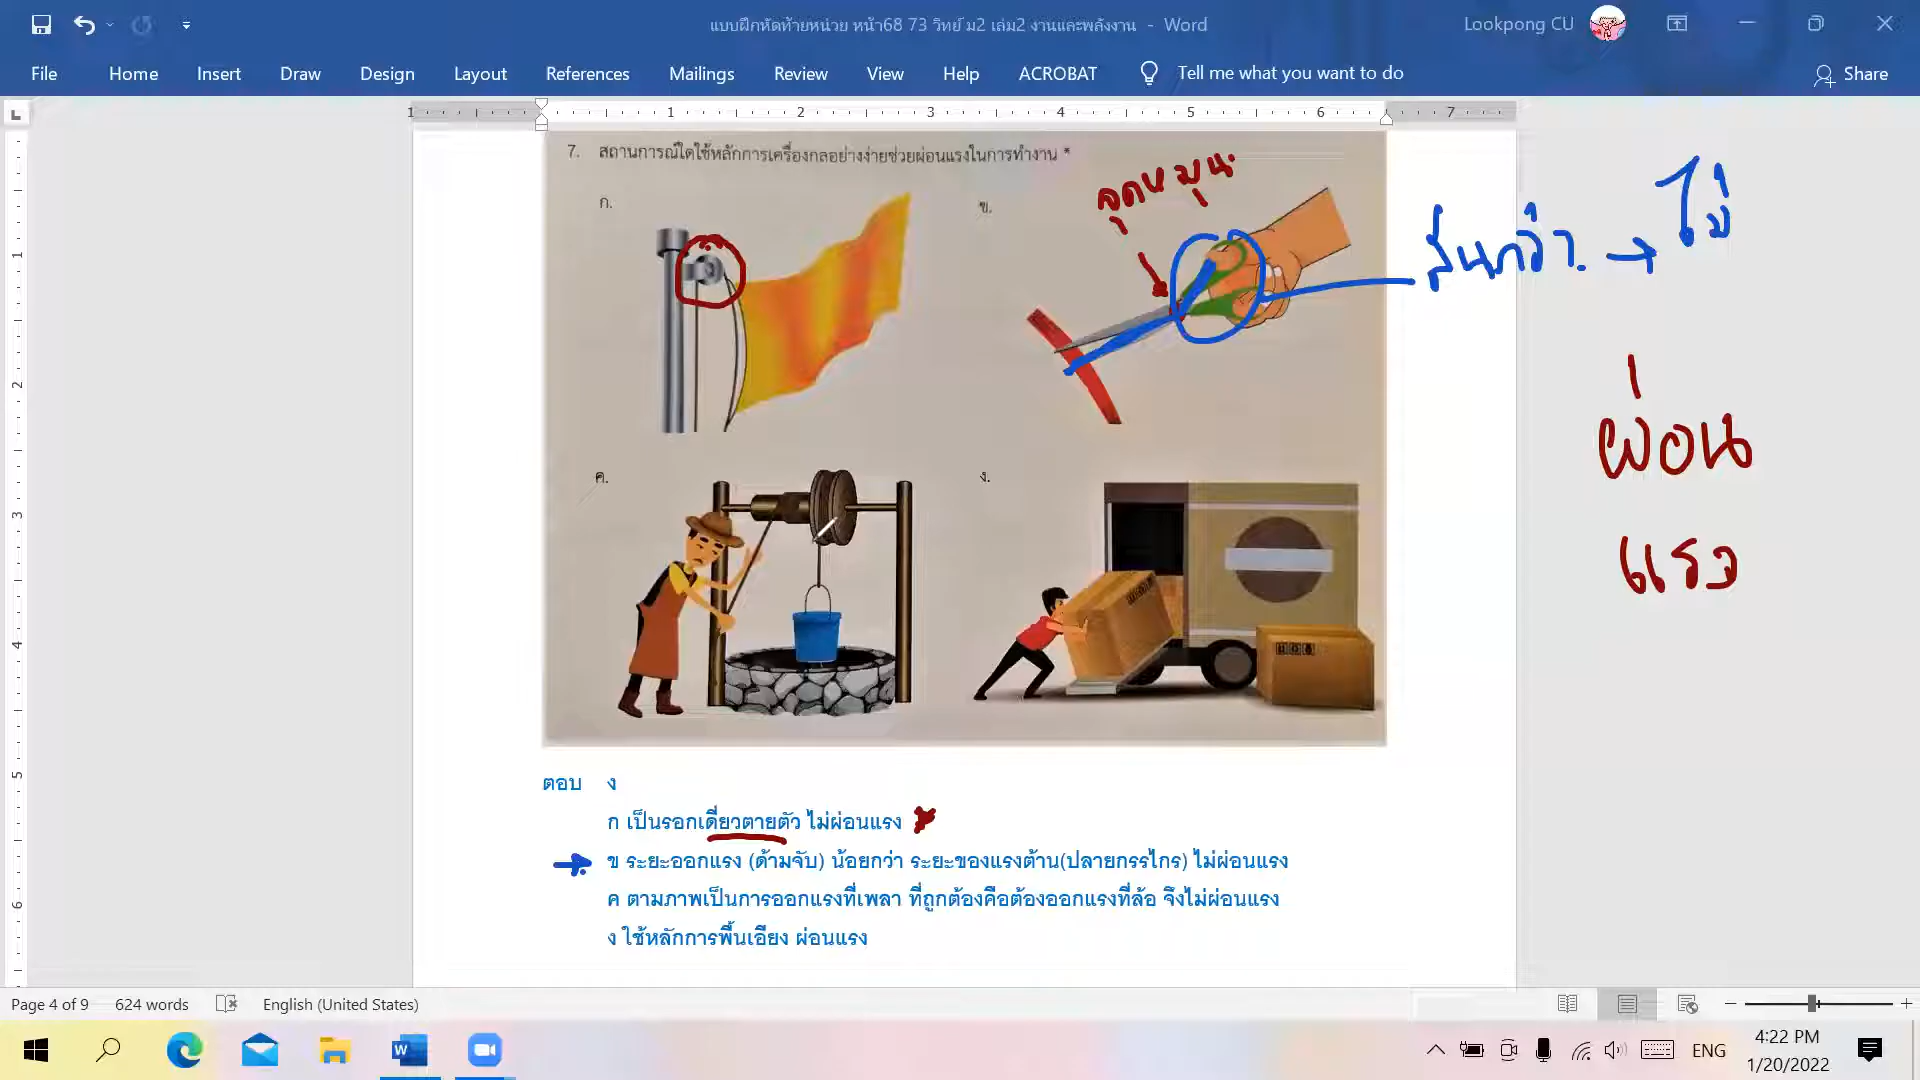 แบบฝึกหัดท้ายหน่วย หน้า68 73 วิทย์ ม2 เล่ม2 งานและพลังงาน - Word
Lookpong CU
File Home Insert Draw Design Layout References Mailings Review View Help ACROBAT Tell me what you want to do Share
1 1 2 3 4 5 6 7
7. สถานการณ์ใดใช้หลักการเครื่องกลอย่างง่ายช่วยผ่อนแรงในการทำงาน *
ก.
ข.
จุดหมุน
สั้นกว่า → ไม่
ผ่อน
แรง
ค.
ง.
ตอบ ง
ก เป็นรอกเดี่ยวตายตัว ไม่ผ่อนแรง
ข ระยะออกแรง (ด้ามจับ) น้อยกว่า ระยะของแรงต้าน(ปลายกรรไกร) ไม่ผ่อนแรง
ค ตามภาพเป็นการออกแรงที่เพลา ที่ถูกต้องคือต้องออกแรงที่ล้อ จึงไม่ผ่อนแรง
ง ใช้หลักการพื้นเอียง ผ่อนแรง
1
2
3
4
5
6
Page 4 of 9 624 words English (United States)
ENG
4:22 PM
1/20/2022